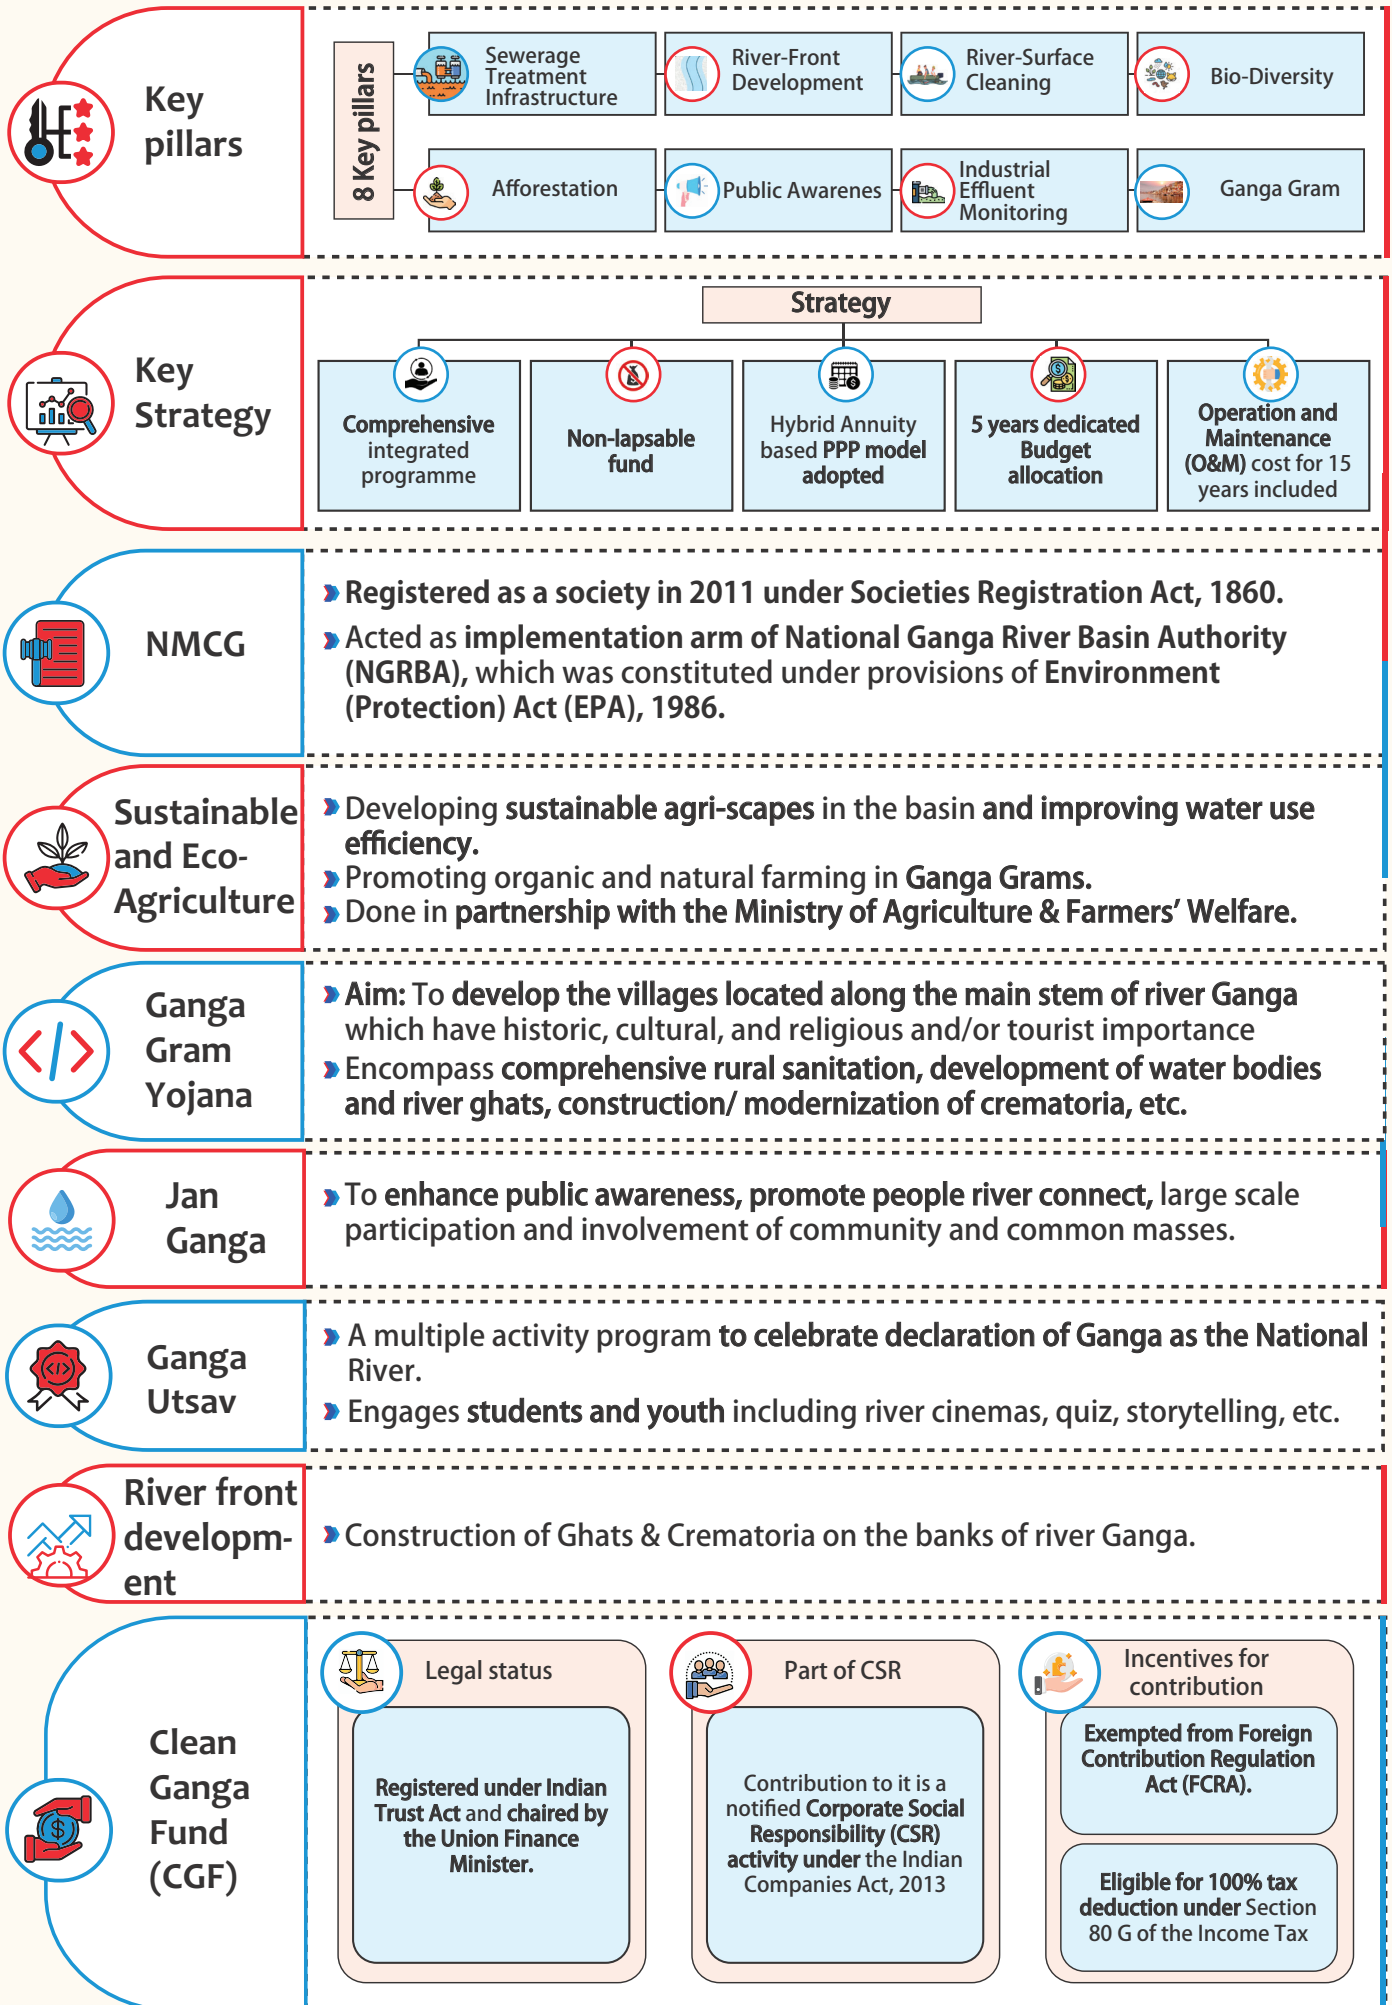 Key
pillars
8 Key pillars
Sewerage
Treatment
Infrastructure
River-Front
Development
River-Surface
Cleaning
Bio-Diversity
Afforestation
Public Awarenes
Industrial
Effluent
Monitoring
Ganga Gram
Key
Strategy
Strategy
Comprehensive
integrated
programme
Non-lapsable
fund
Hybrid Annuity
based PPP model
adopted
5 years dedicated
Budget
allocation
Operation and
Maintenance
(O&M) cost for 15
years included
NMCG
Registered as a society in 2011 under Societies Registration Act, 1860.
Acted as implementation arm of National Ganga River Basin Authority
(NGRBA), which was constituted under provisions of Environment
(Protection) Act (EPA), 1986.
Sustainable
and Eco-
Agriculture
Developing sustainable agri-scapes in the basin and improving water use
efficiency.
Promoting organic and natural farming in Ganga Grams.
Done in partnership with the Ministry of Agriculture & Farmers’ Welfare.
Ganga
Gram
Yojana
Aim: To develop the villages located along the main stem of river Ganga
which have historic, cultural, and religious and/or tourist importance
Encompass comprehensive rural sanitation, development of water bodies
and river ghats, construction/ modernization of crematoria, etc.
Jan
Ganga
To enhance public awareness, promote people river connect, large scale
participation and involvement of community and common masses.
Ganga
Utsav
A multiple activity program to celebrate declaration of Ganga as the National
River.
Engages students and youth including river cinemas, quiz, storytelling, etc.
River front
developm-
ent
Construction of Ghats & Crematoria on the banks of river Ganga.
Clean
Ganga
Fund
(CGF)
Legal status
Registered under Indian
Trust Act and chaired by
the Union Finance
Minister.
Part of CSR
Contribution to it is a
notified Corporate Social
Responsibility (CSR)
activity under the Indian
Companies Act, 2013
Incentives for
contribution
Exempted from Foreign
Contribution Regulation
Act (FCRA).
Eligible for 100% tax
deduction under Section
80 G of the Income Tax